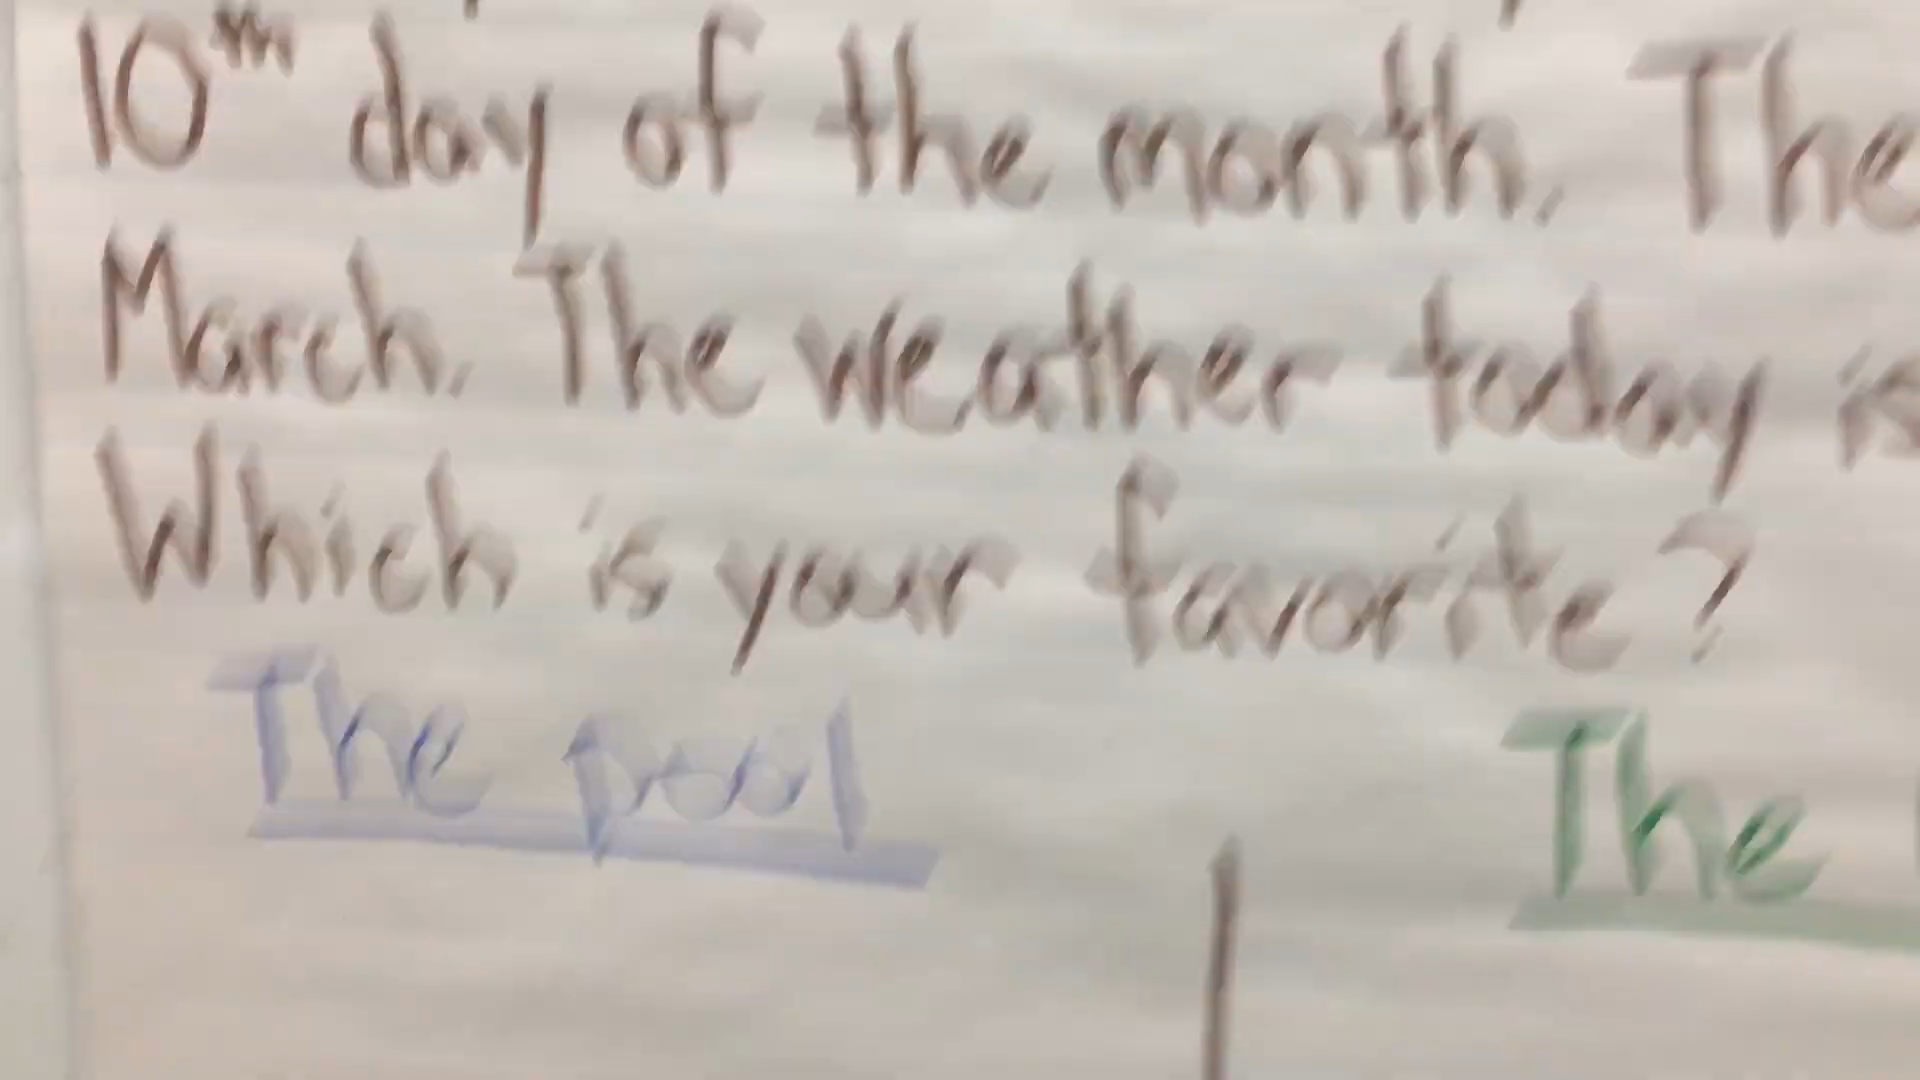 10th day of the month. The
March. The weather today is
Which is your favorite?
The pool The